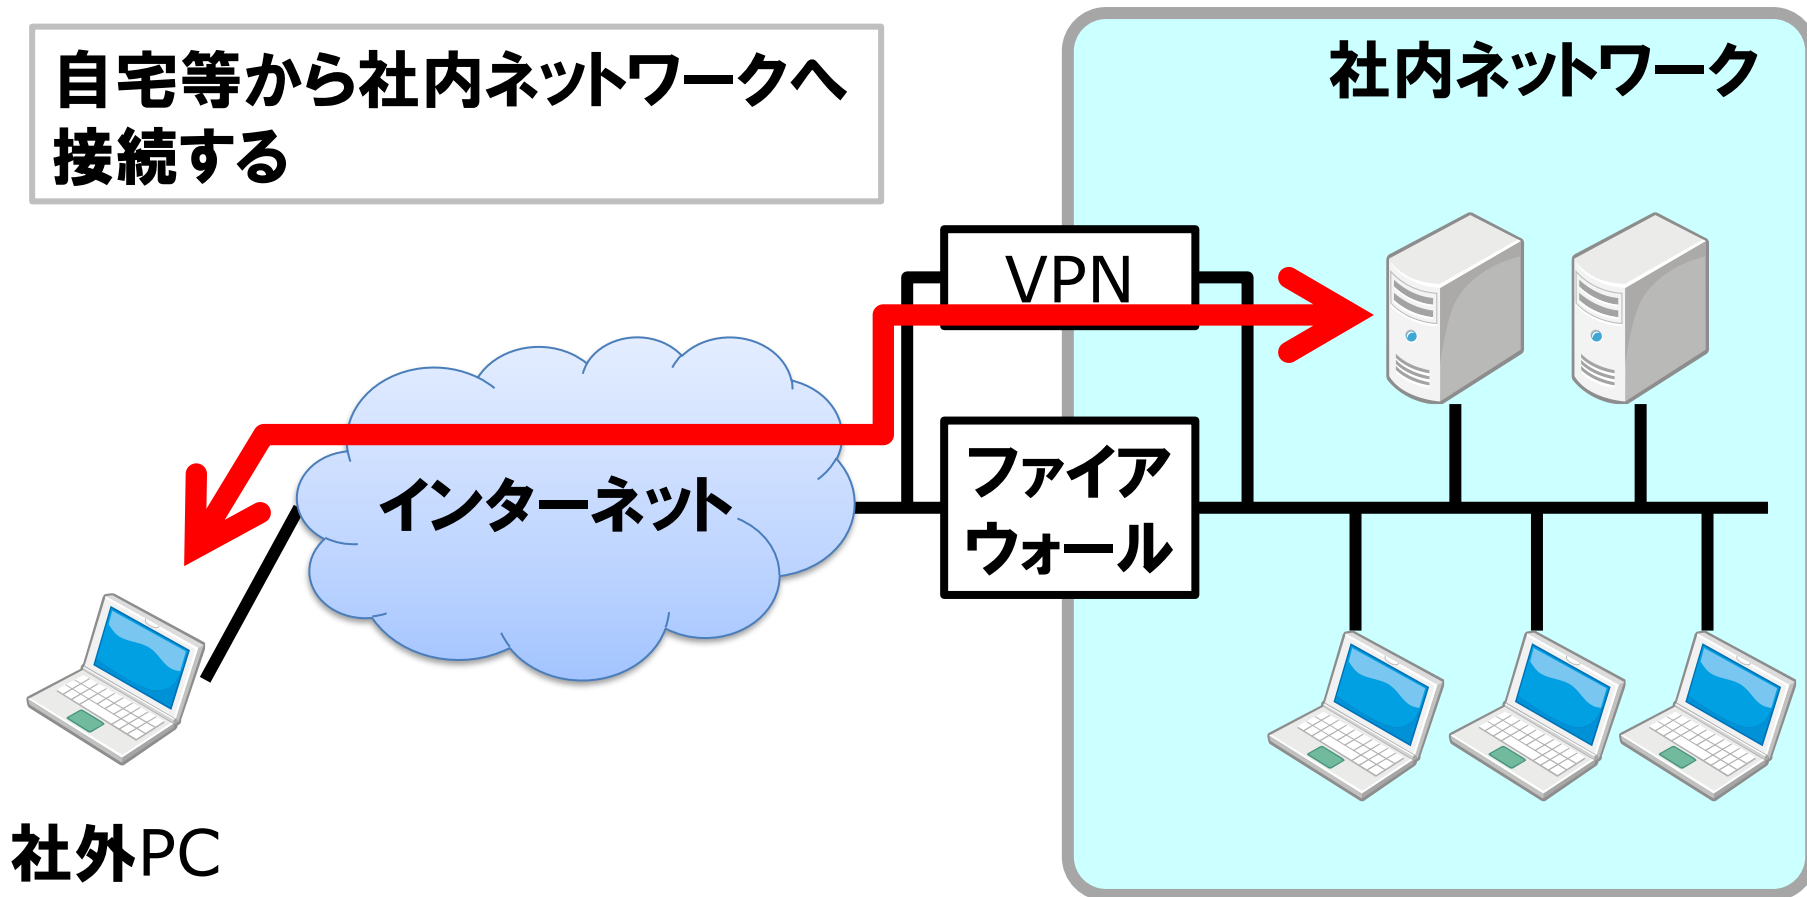 自宅等から社内ネットワークへ
接続する
社内ネットワーク
VPN
インターネット
ファイア
ウォール
社外PC